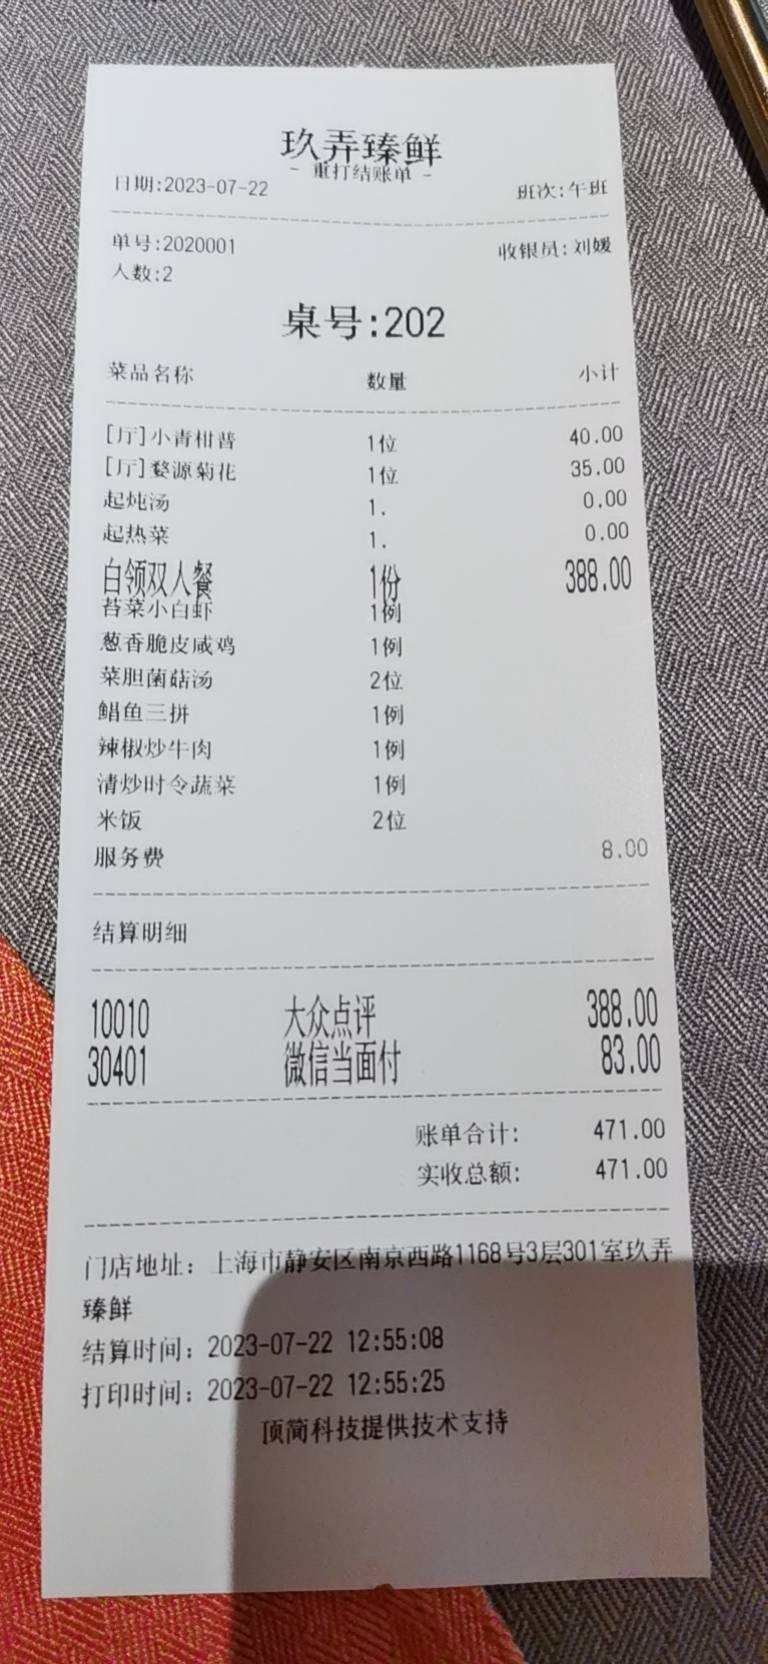 玖弄臻鲜
- 重打结账单 -
日期:2023-07-22 班次:午班
单号:2020001 收银员:刘媛
人数:2
桌号:202
菜品名称 数量 小计
[厅]小青柑普 1位 40.00
[厅]婺源菊花 1位 35.00
起炖汤 1. 0.00
起热菜 1. 0.00
白领双人餐 1份 388.00
苔菜小白虾 1例
葱香脆皮咸鸡 1例
菜胆菌菇汤 2位
鲳鱼三拼 1例
辣椒炒牛肉 1例
清炒时令蔬菜 1例
米饭 2位
服务费 8.00
结算明细
10010 大众点评 388.00
30401 微信当面付 83.00
账单合计: 471.00
实收总额: 471.00
门店地址：上海市静安区南京西路1168号3层301室玖弄
臻鲜
结算时间：2023-07-22 12:55:08
打印时间：2023-07-22 12:55:25
顶简科技提供技术支持